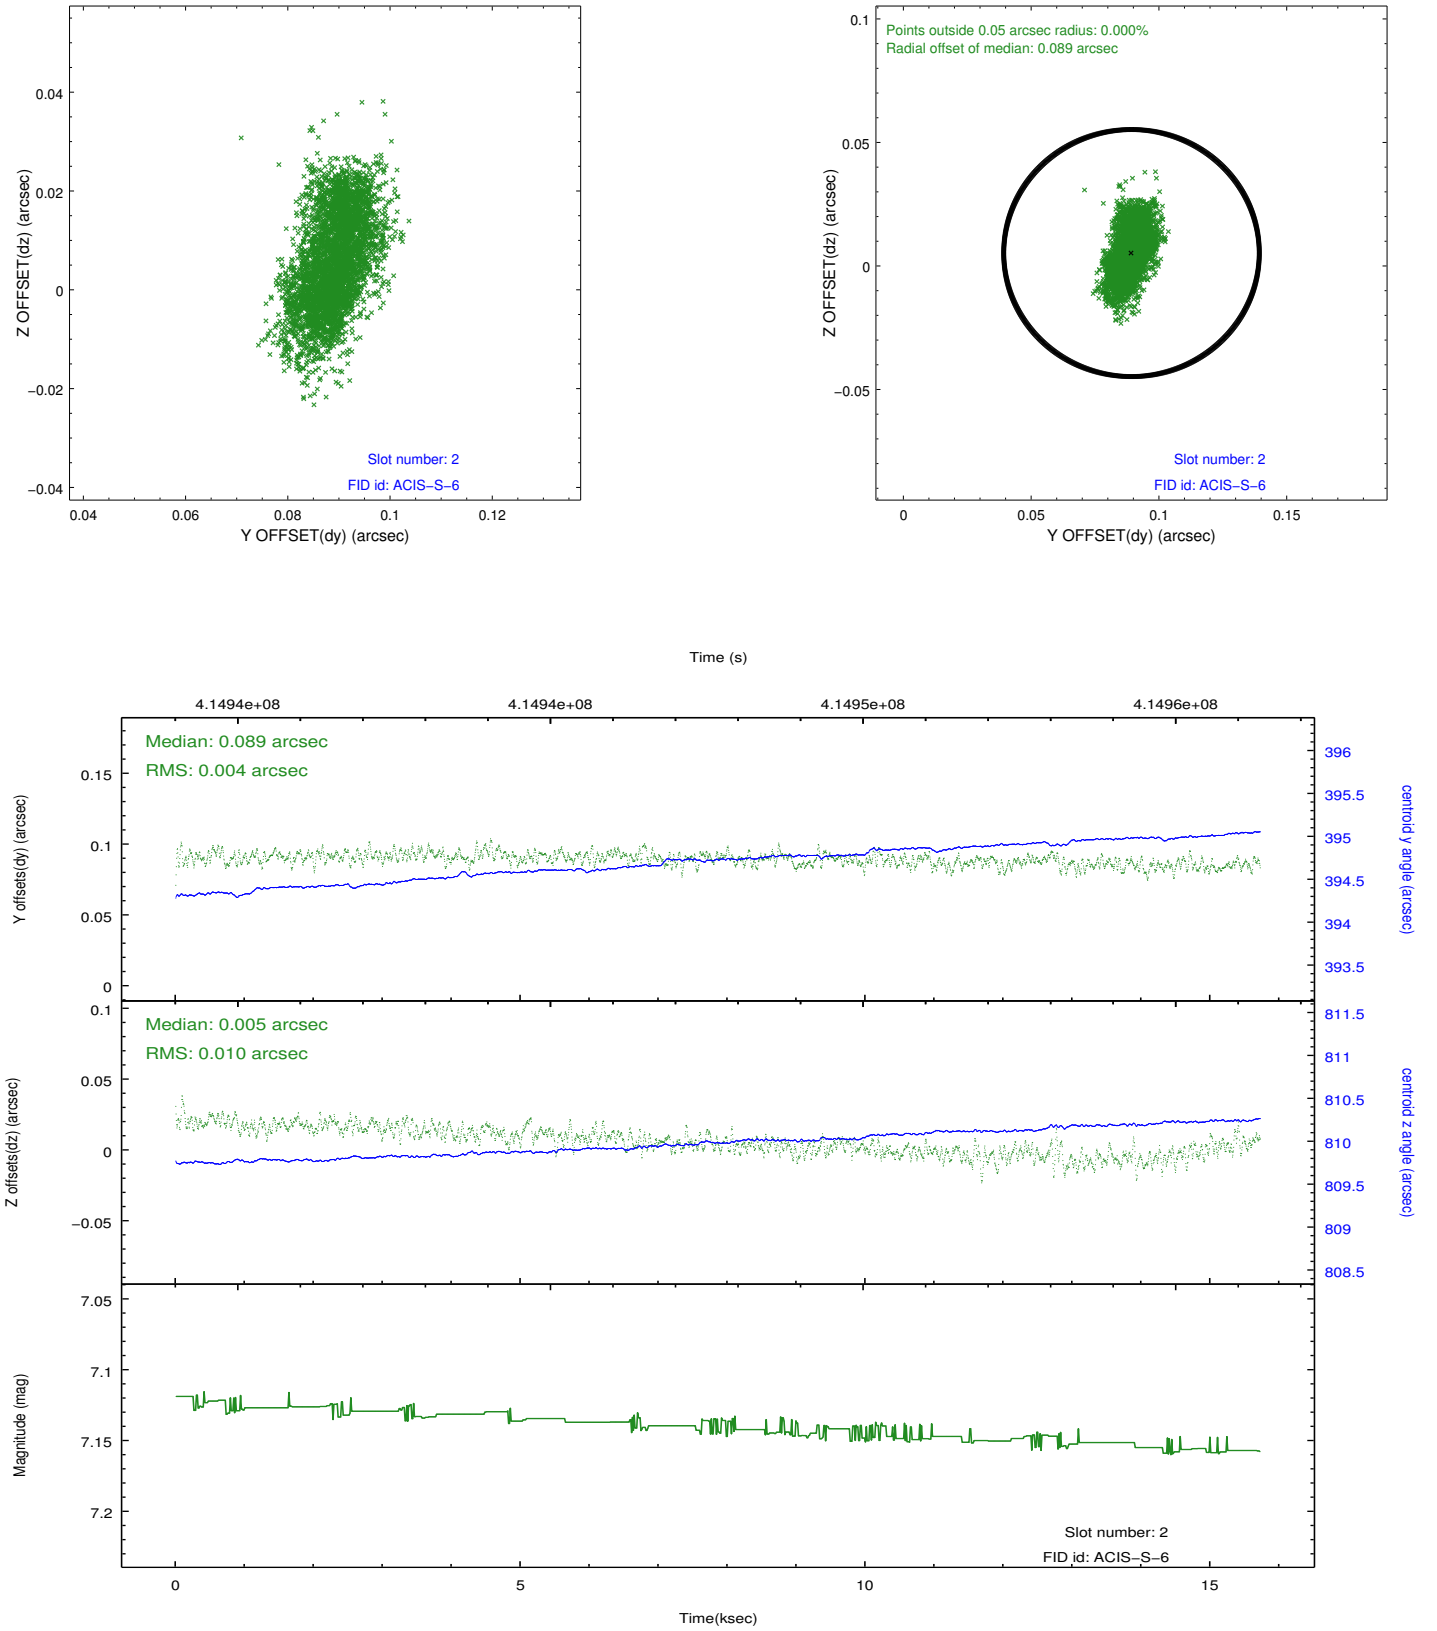 0.04
0.02
0
−0.02
−0.04
Z OFFSET(dz) (arcsec)
Slot number: 2
FID id: ACIS−S−6
0.04 0.06 0.08 0.1 0.12
Y OFFSET(dy) (arcsec)
Points outside 0.05 arcsec radius: 0.000%
Radial offset of median: 0.089 arcsec
0.1
0.05
0
−0.05
Z OFFSET(dz) (arcsec)
Slot number: 2
FID id: ACIS−S−6
0 0.05 0.1 0.15
Y OFFSET(dy) (arcsec)
Time (s)
4.1494e+08 4.1494e+08 4.1495e+08 4.1496e+08
Median: 0.089 arcsec
RMS: 0.004 arcsec
0.15
0.1
0.05
0
Y offsets(dy) (arcsec)
396
395.5
395
394.5
394
393.5
centroid y angle (arcsec)
Median: 0.005 arcsec
RMS: 0.010 arcsec
0.1
0.05
0
−0.05
Z offsets(dz) (arcsec)
811.5
811
810.5
810
809.5
809
808.5
centroid z angle (arcsec)
7.05
7.1
7.15
7.2
Magnitude (mag)
Slot number: 2
FID id: ACIS−S−6
0 5 10 15
Time(ksec)